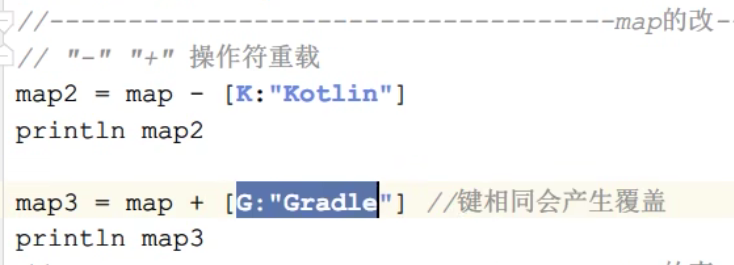 //------------------------------------map的改--
// "-" "+" 操作符重载
map2 = map - [K:"Kotlin"]
println map2
map3 = map + [G:"Gradle"] //键相同会产生覆盖
println map3